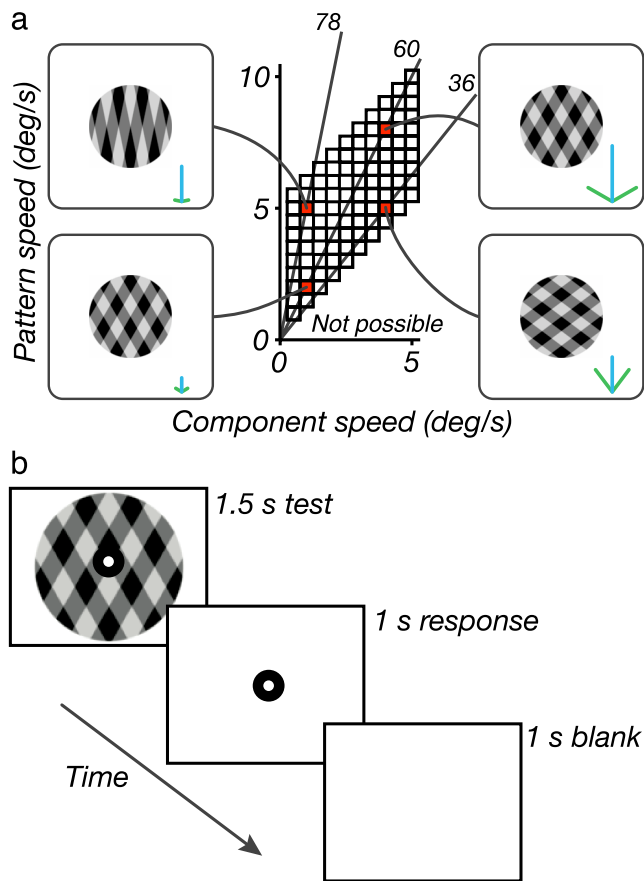 a
78
60
36
10
5
0
0
5
Pattern speed (deg/s)
Not possible
Component speed (deg/s)
b
1.5 s test
1 s response
1 s blank
Time